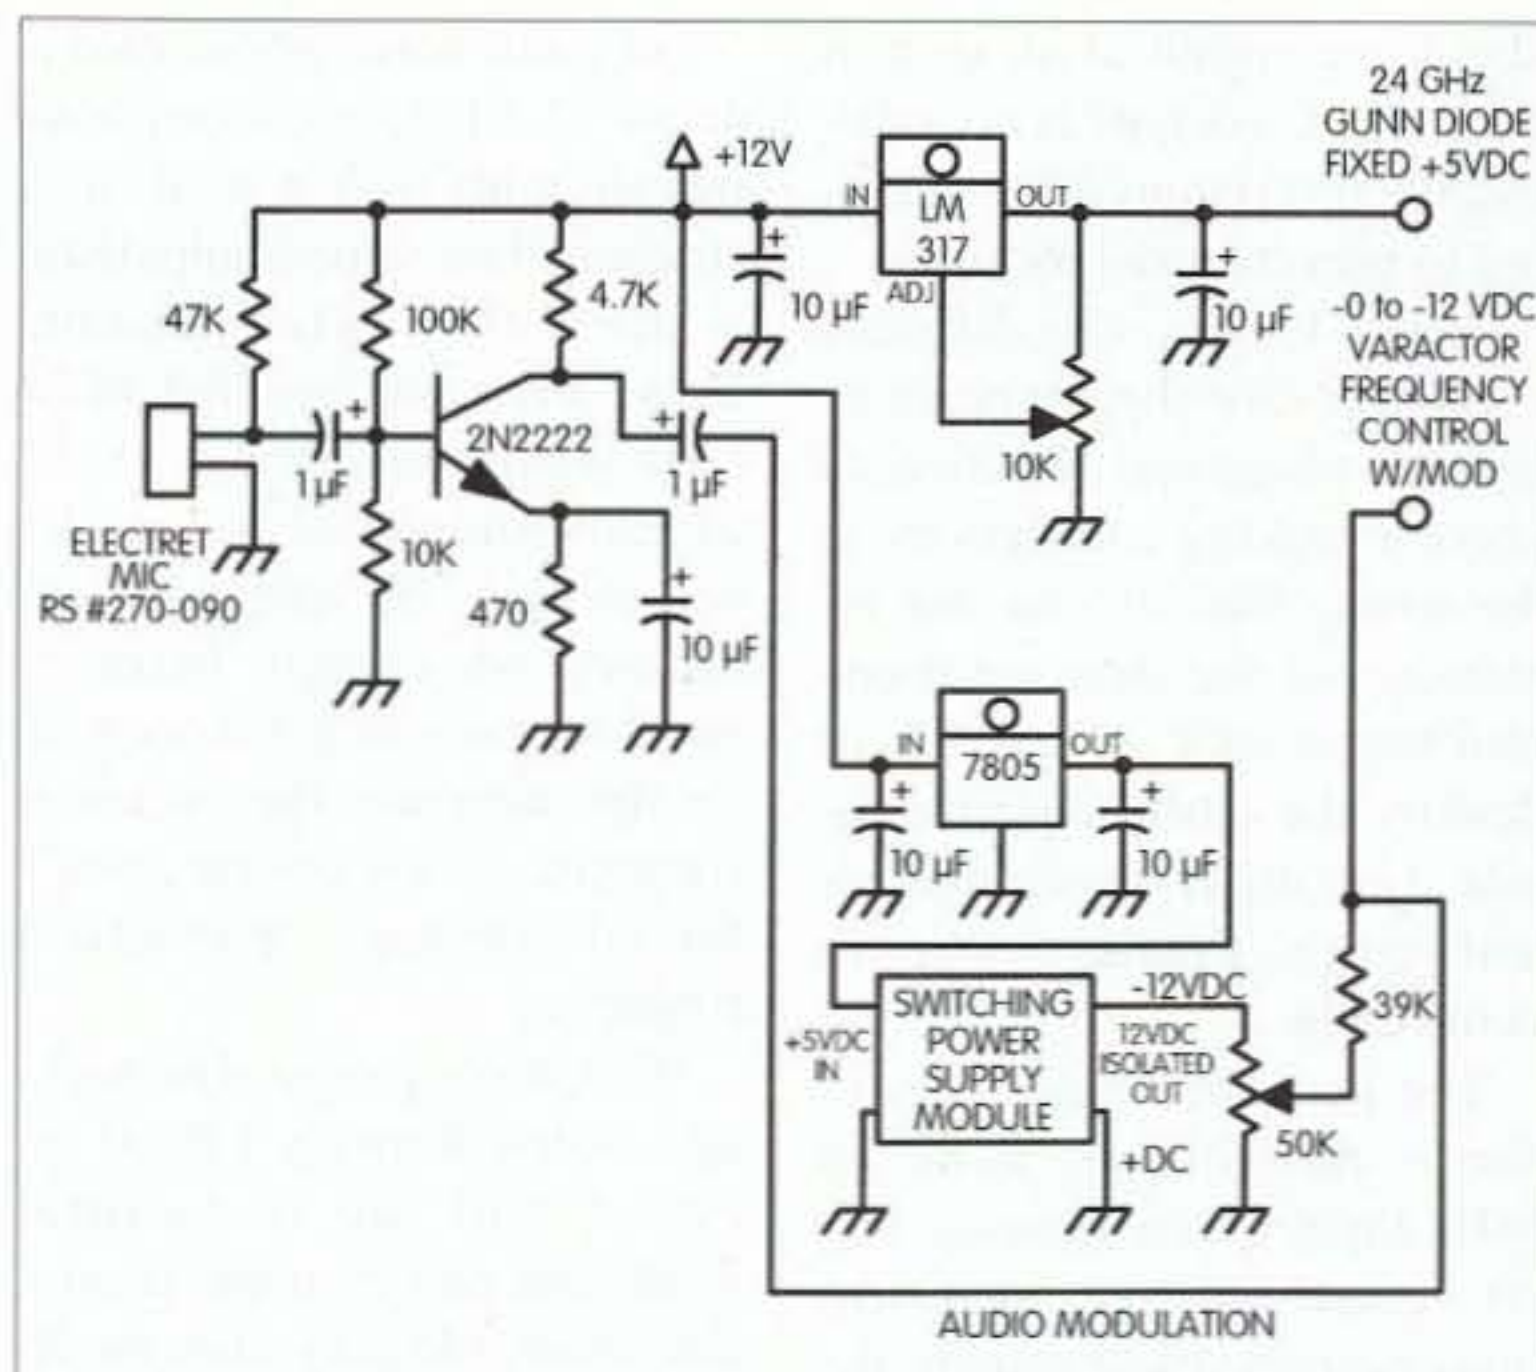 24 GHz
GUNN DIODE
FIXED +5VDC
+12V
IN
LM
317
OUT
ADJ
47K
100K
4.7K
+
10 µF
+
10 µF
-0 to -12 VDC
VARACTOR
FREQUENCY
CONTROL
W/MOD
+
1 µF
2N2222
+
1 µF
10K
ELECTRET
MIC
RS #270-090
10K
470
+
10 µF
IN
7805
OUT
+
10 µF
+
10 µF
+5VDC
IN
SWITCHING
POWER
SUPPLY
MODULE
-12VDC
12VDC
ISOLATED
OUT
+DC
50K
39K
AUDIO MODULATION